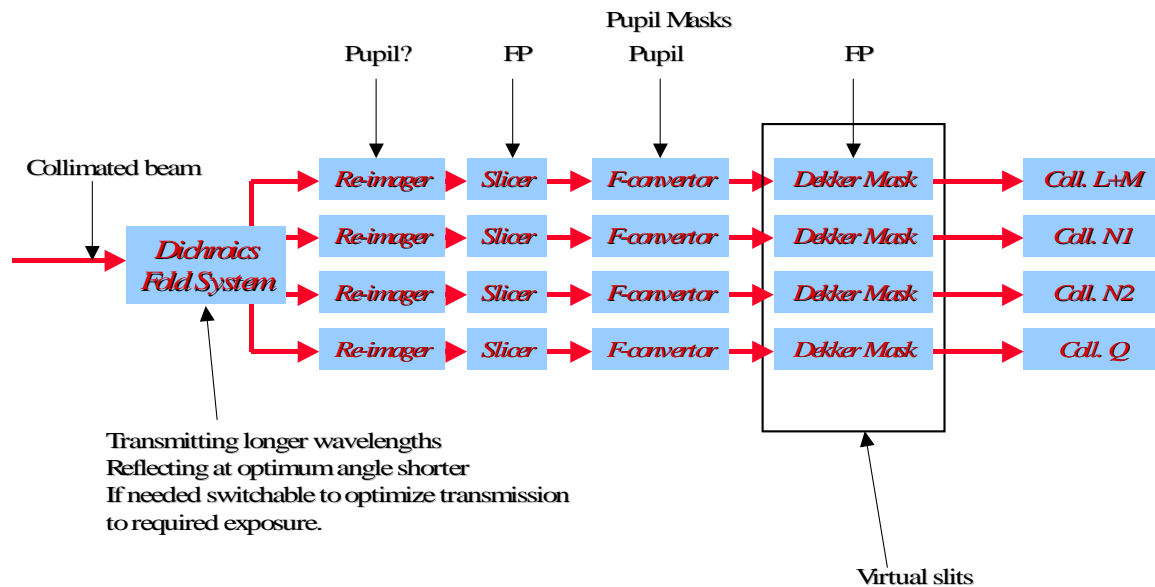 Pupil Masks
Pupil?
FP
Pupil
FP
Collimated beam
Re-imager
Slicer
F-convertor
Dekker Mask
Coll. L+M
Dichroics
Fold System
Re-imager
Slicer
F-convertor
Dekker Mask
Coll. N1
Re-imager
Slicer
F-convertor
Dekker Mask
Coll. N2
Re-imager
Slicer
F-convertor
Dekker Mask
Coll. Q
Transmitting longer wavelengths
Reflecting at optimum angle shorter
If needed switchable to optimize transmission
to required exposure.
Virtual slits